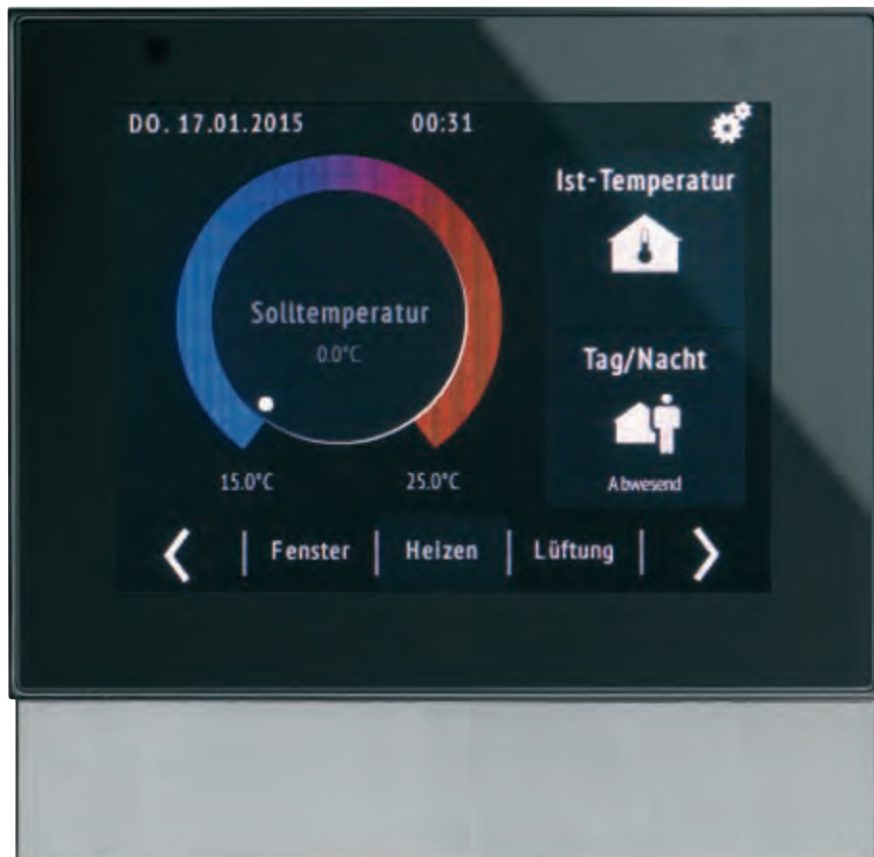 DO. 17.01.2015 00:31
Ist-Temperatur
Solltemperatur
0.0°C
Tag/Nacht
Abwesend
15.0°C 25.0°C
Fenster Heizen Lüftung